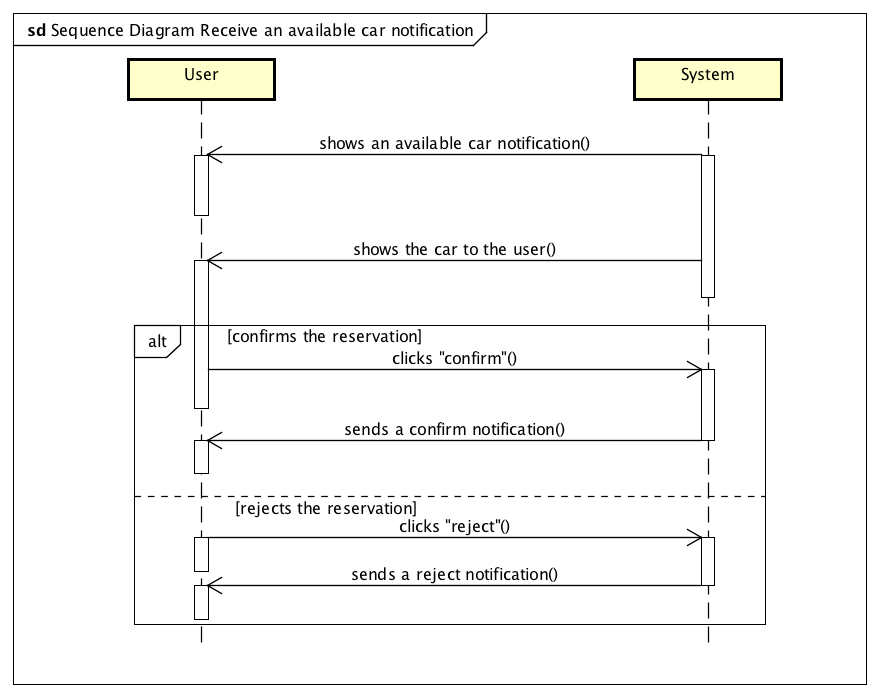 sd Sequence Diagram Receive an available car notification
User
System
shows an available car notification()
shows the car to the user()
alt
[confirms the reservation]
clicks "confirm"()
sends a confirm notification()
[rejects the reservation]
clicks "reject"()
sends a reject notification()